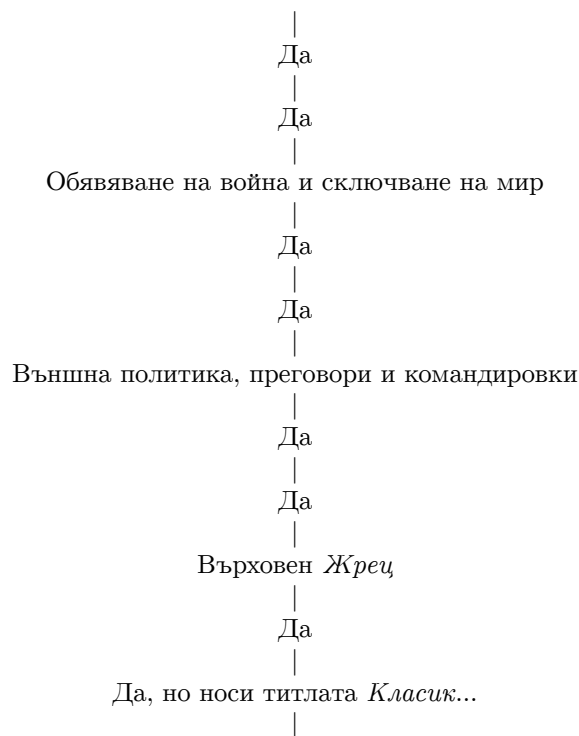 |
Да
|
Да
|
Обявяване на война и сключване на мир
|
Да
|
Да
|
Външна политика, преговори и командировки
|
Да
|
Да
|
Върховен Жрец
|
Да
|
Да, но носи титлата Класик...
|